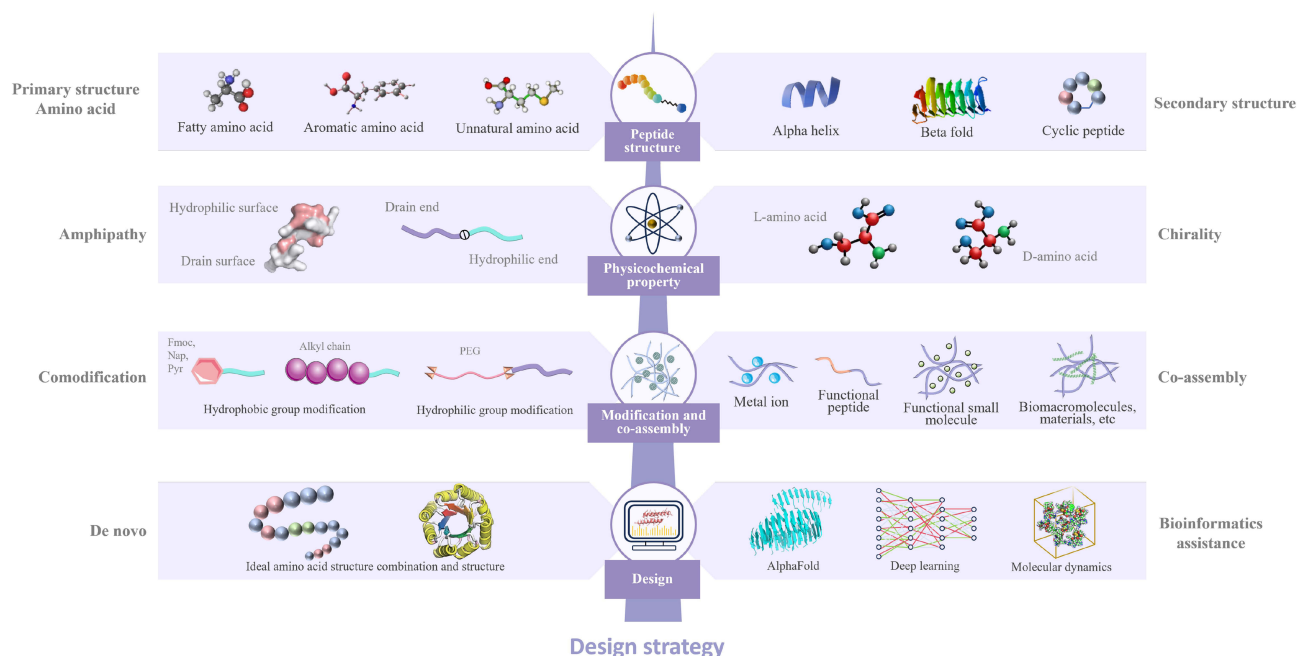 Primary structure
Amino acid
Fatty amino acid
Aromatic amino acid
Unnatural amino acid
Peptide
structure
Alpha helix
Beta fold
Cyclic peptide
Secondary structure
Amphipathy
Hydrophilic surface
Drain surface
Drain end
Hydrophilic end
Physicochemical
property
L-amino acid
D-amino acid
Chirality
Comodification
Fmoc,
Nap,
Pyr
Alkyl chain
Hydrophobic group modification
PEG
Hydrophilic group modification
Modification and
co-assembly
Metal ion
Functional
peptide
Functional small
molecule
Biomacromolecules,
materials, etc
Co-assembly
De novo
Ideal amino acid structure combination and structure
Design
AlphaFold
Deep learning
Molecular dynamics
Bioinformatics
assistance
Design strategy